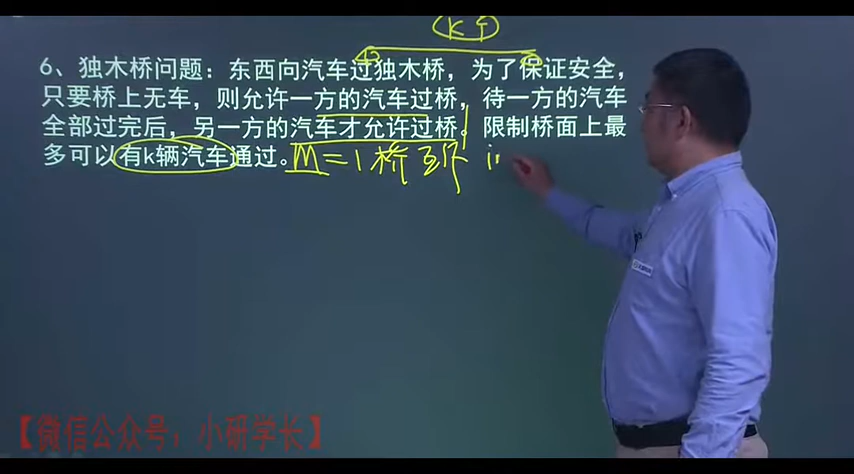 K个
6、独木桥问题：东西向汽车过独木桥，为了保证安全，
只要桥上无车，则允许一方的汽车过桥，待一方的汽车
全部过完后，另一方的汽车才允许过桥。限制桥面上最
多可以有k辆汽车通过。M=1 桥 in
【微信公众号：小研学长】